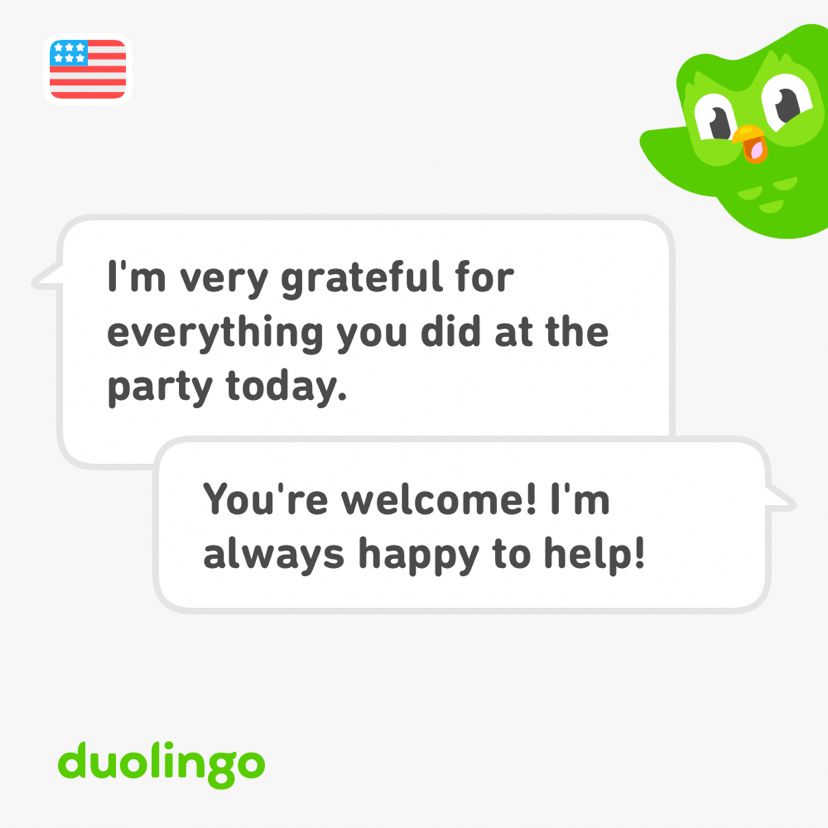 I'm very grateful for
everything you did at the
party today.
You're welcome! I'm
always happy to help!
duolingo